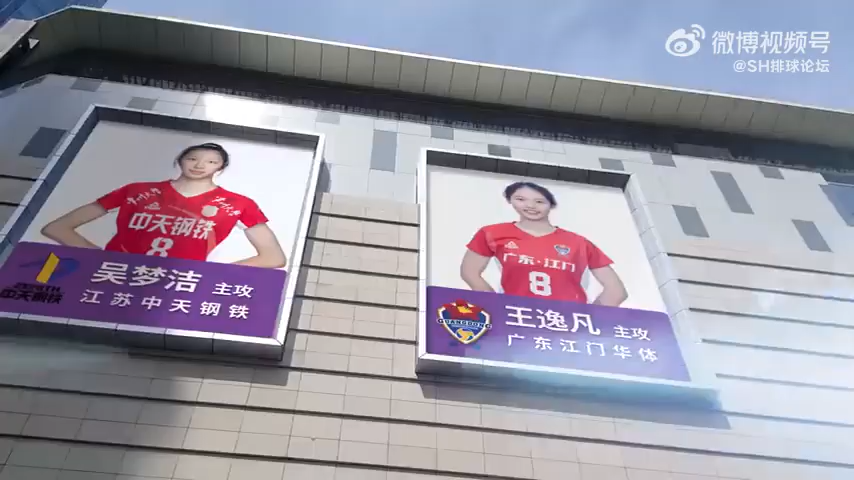 微博视频号
@SH排球论坛
中天钢铁
8
吴梦洁 主攻
江苏中天钢铁
中天钢铁
广东·江门
8
GUANGDONG
王逸凡 主攻
广东江门华体